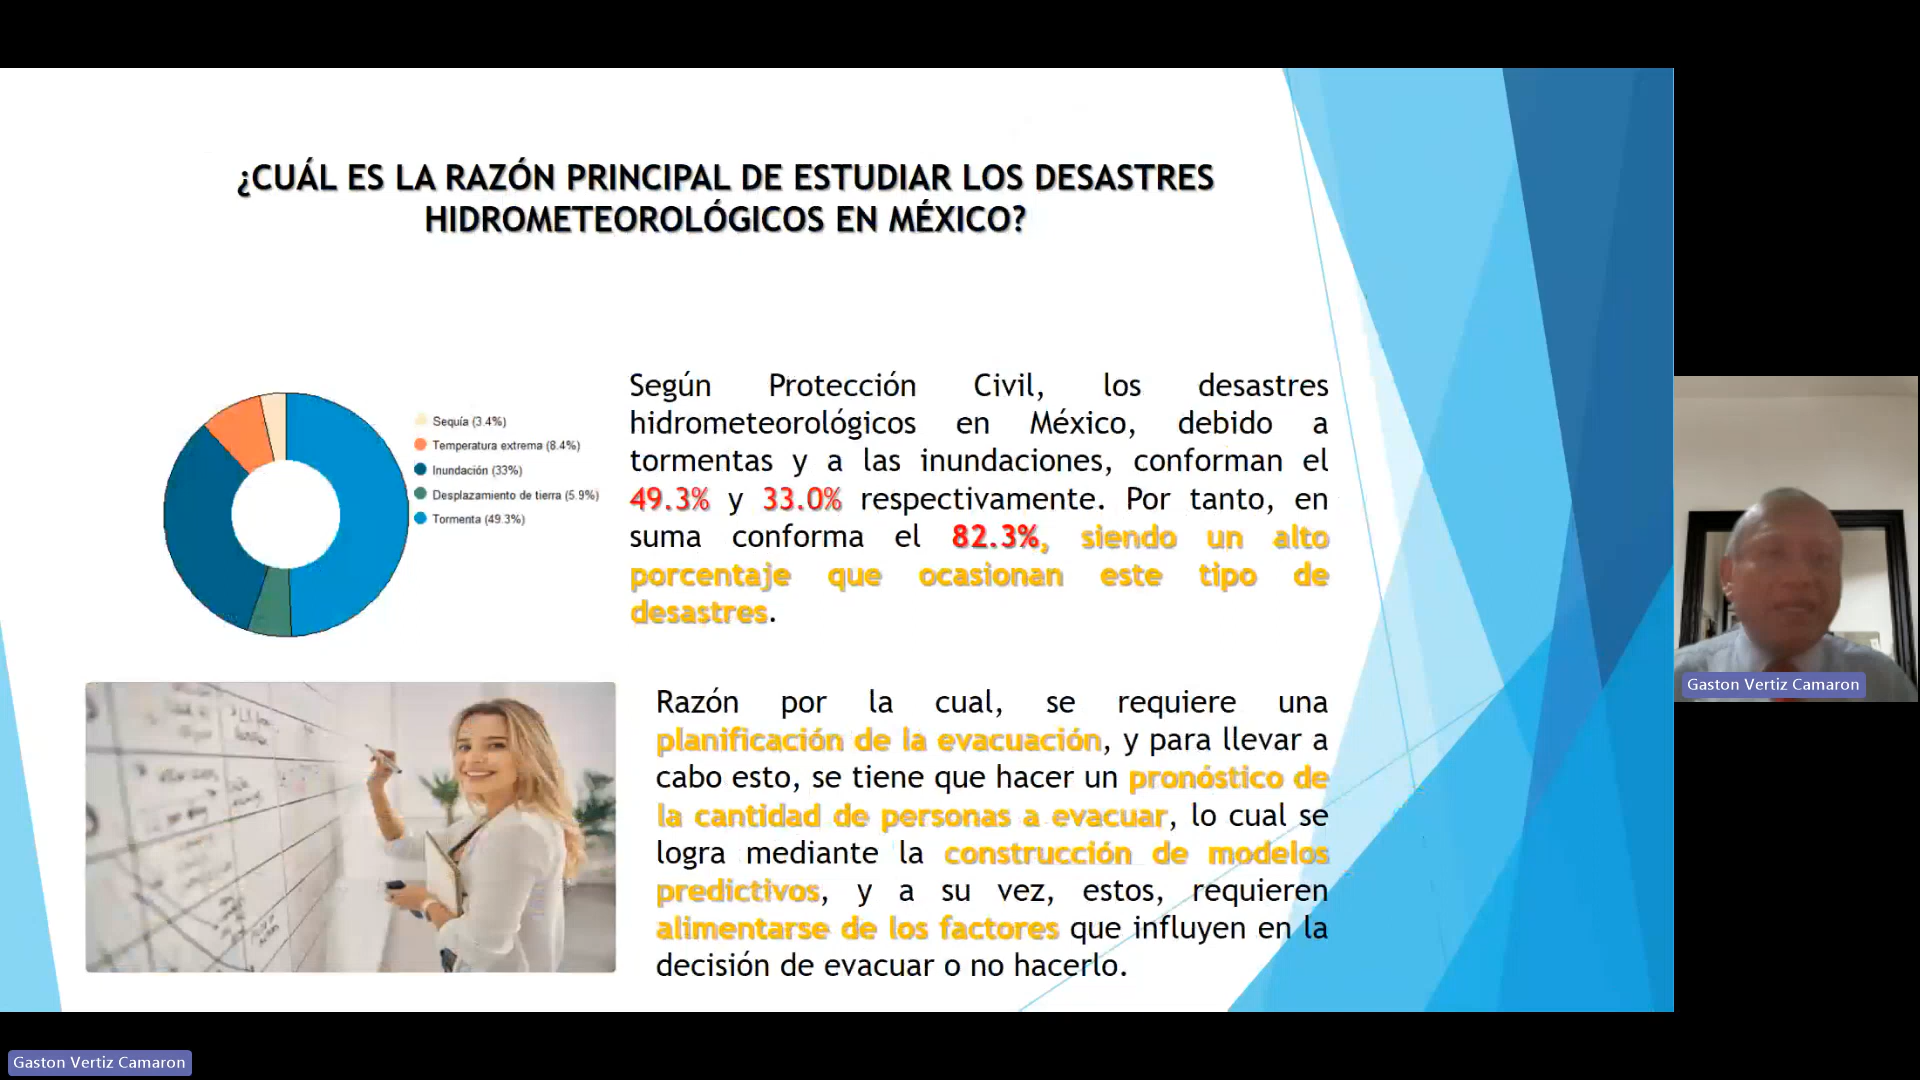 ¿CUÁL ES LA RAZÓN PRINCIPAL DE ESTUDIAR LOS DESASTRES
HIDROMETEOROLÓGICOS EN MÉXICO?
Sequía (3.4%)
Temperatura extrema (8.4%)
Inundación (33%)
Desplazamiento de tierra (5.9%)
Tormenta (49.3%)
Según Protección Civil, los desastres
hidrometeorológicos en México, debido a
tormentas y a las inundaciones, conforman el
49.3% y 33.0% respectivamente. Por tanto, en
suma conforma el 82.3%, siendo un alto
porcentaje que ocasionan este tipo de
desastres.
Razón por la cual, se requiere una
planificación de la evacuación, y para llevar a
cabo esto, se tiene que hacer un pronóstico de
la cantidad de personas a evacuar, lo cual se
logra mediante la construcción de modelos
predictivos, y a su vez, estos, requieren
alimentarse de los factores que influyen en la
decisión de evacuar o no hacerlo.
Gaston Vertiz Camaron
Gaston Vertiz Camaron